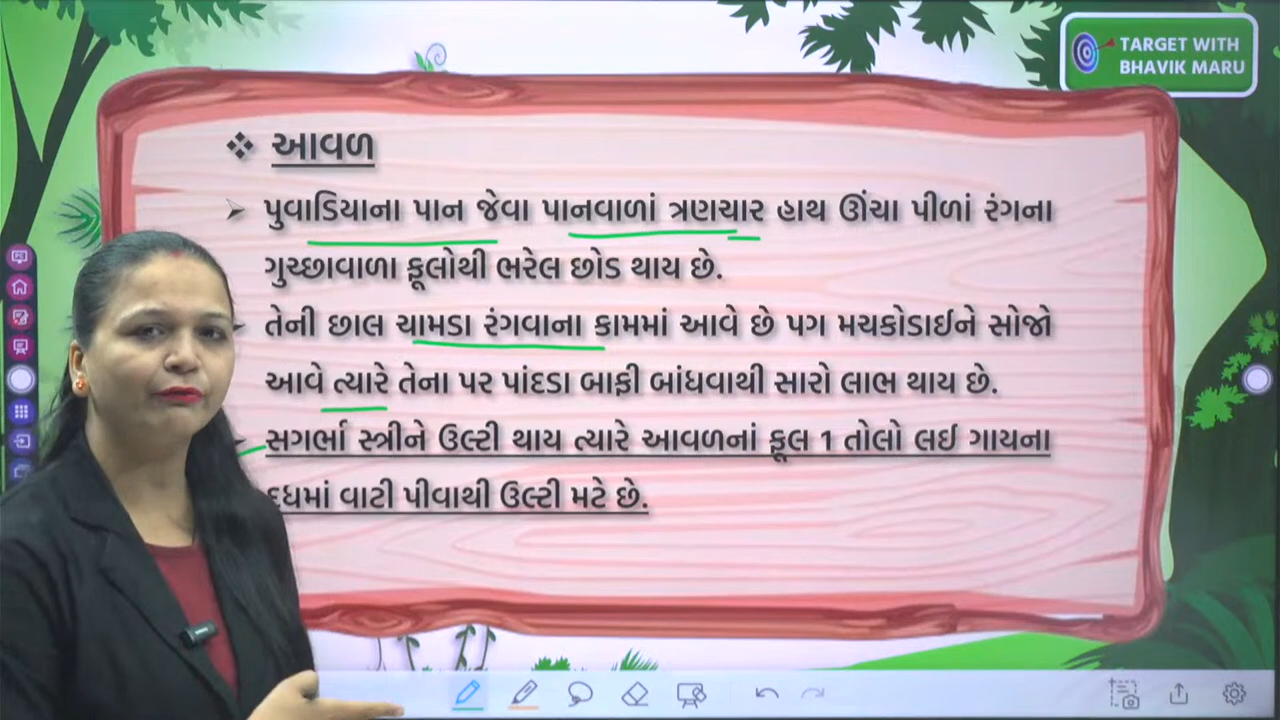 TARGET WITH
BHAVIK MARU
❖ આવળ
➢ પુવાડિયાના પાન જેવા પાનવાળાં ત્રણચાર હાથ ઊંચા પીળાં રંગના
ગુચ્છાવાળા ફૂલોથી ભરેલ છોડ થાય છે.
તેની છાલ ચામડા રંગવાના કામમાં આવે છે પગ મચકોડાઈને સોજો
આવે ત્યારે તેના પર પાંદડા બાફી બાંધવાથી સારો લાભ થાય છે.
સગર્ભા સ્ત્રીને ઉલ્ટી થાય ત્યારે આવળનાં ફૂલ 1 તોલો લઈ ગાયના
દૂધમાં વાટી પીવાથી ઉલ્ટી મટે છે.